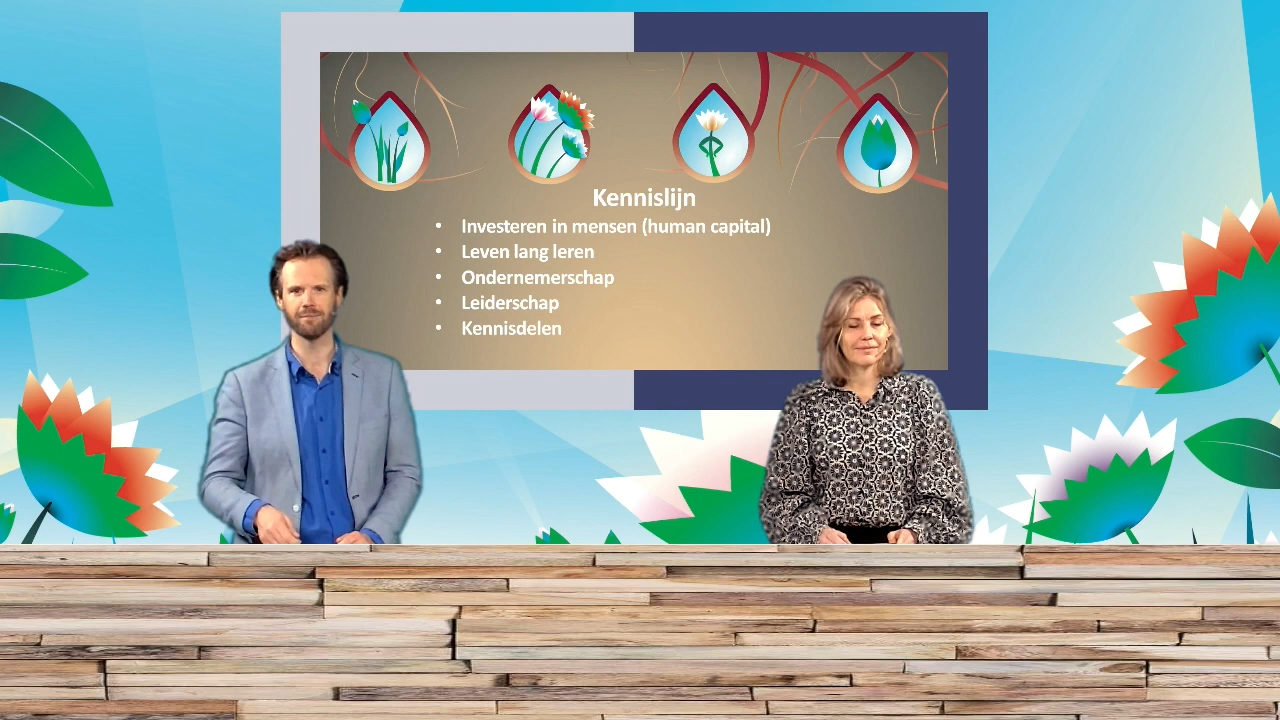 Kennislijn
• Investeren in mensen (human capital)
• Leven lang leren
• Ondernemerschap
• Leiderschap
• Kennisdelen